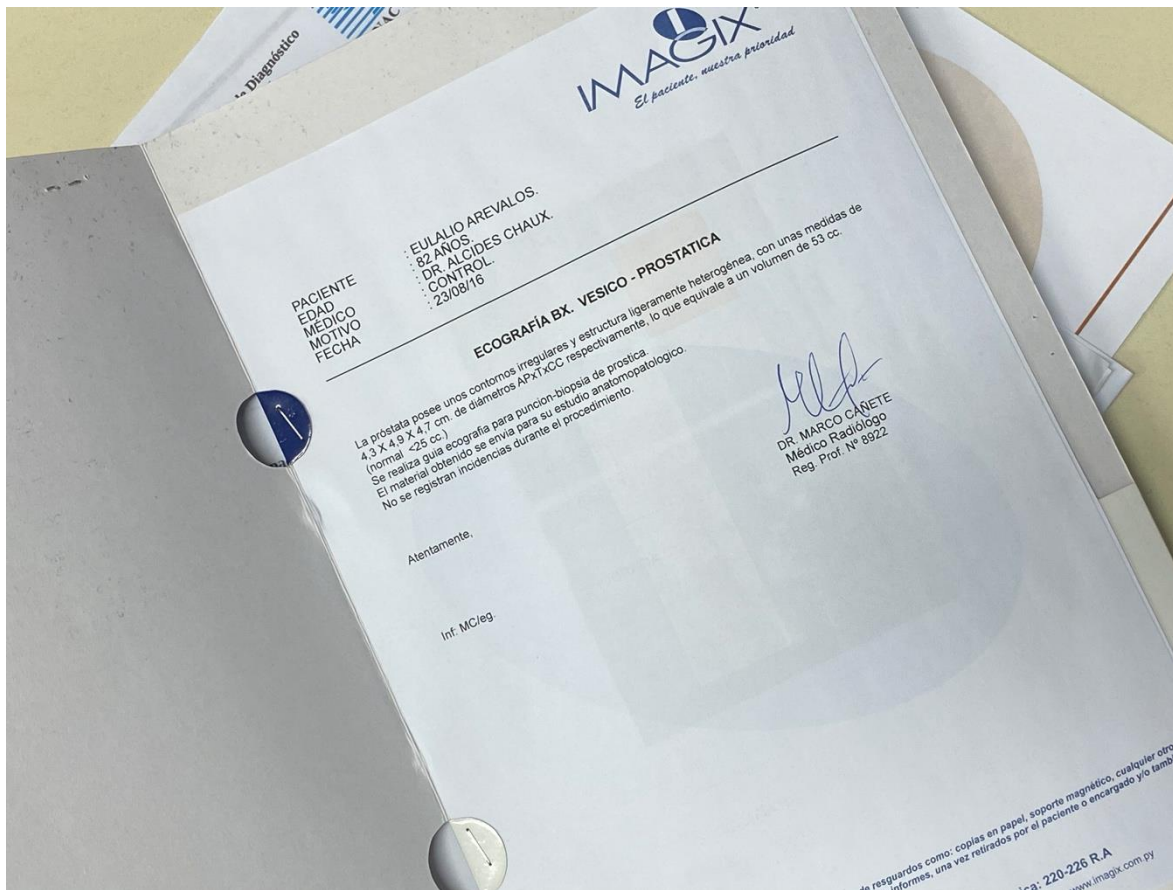 de Diagnóstico
IMAGIX
El paciente, nuestra prioridad
PACIENTE : EULALIO AREVALOS.
EDAD : 82 AÑOS.
MÉDICO : DR. ALCIDES CHAUX.
MOTIVO : CONTROL.
FECHA : 23/08/16
ECOGRAFÍA BX. VESICO - PROSTATICA
La próstata posee unos contornos irregulares y estructura ligeramente heterogénea, con unas medidas de
4,3 X 4,9 X 4,7 cm. de diámetros APxTxCC respectivamente, lo que equivale a un volumen de 53 cc.
(normal <25 cc.)
Se realiza guia ecografia para puncion-biopsia de prostica.
El material obtenido se envia para su estudio anatomopatologico.
No se registran incidencias durante el procedimiento.
DR. MARCO CAÑETE
Médico Radiólogo
Reg. Prof. Nº 8922
Atentamente,
Inf: MC/eg.
de resguardos como: copias en papel, soporte magnético, cualquier otro
informes, una vez retirados por el paciente o encargado y/o tamb
ca: 220-226 R.A
www.imagix.com.py